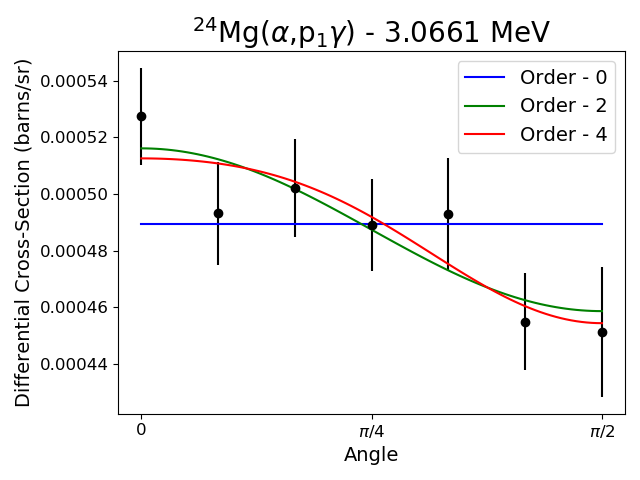 ²⁴Mg(α,p₁γ) - 3.0661 MeV
Order - 0
Order - 2
Order - 4
Differential Cross-Section (barns/sr)
0.00054
0.00052
0.00050
0.00048
0.00046
0.00044
0
π/4
π/2
Angle